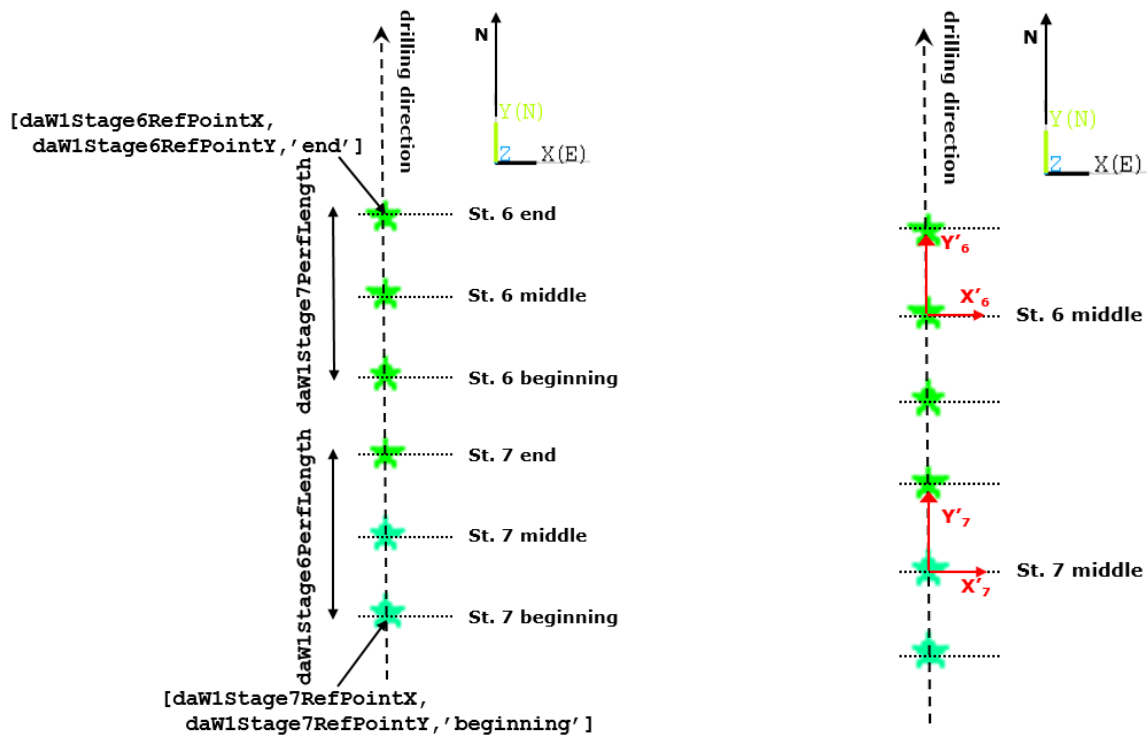 drilling direction
N
Y(N)
Z
X(E)
[daW1Stage6RefPointX,
daW1Stage6RefPointY,'end']
daW1Stage7PerfLength
St. 6 end
St. 6 middle
St. 6 beginning
daW1Stage6PerfLength
St. 7 end
St. 7 middle
St. 7 beginning
[daW1Stage7RefPointX,
daW1Stage7RefPointY,'beginning']
drilling direction
N
Y(N)
Z
X(E)
Y'6
X'6
St. 6 middle
Y'7
X'7
St. 7 middle